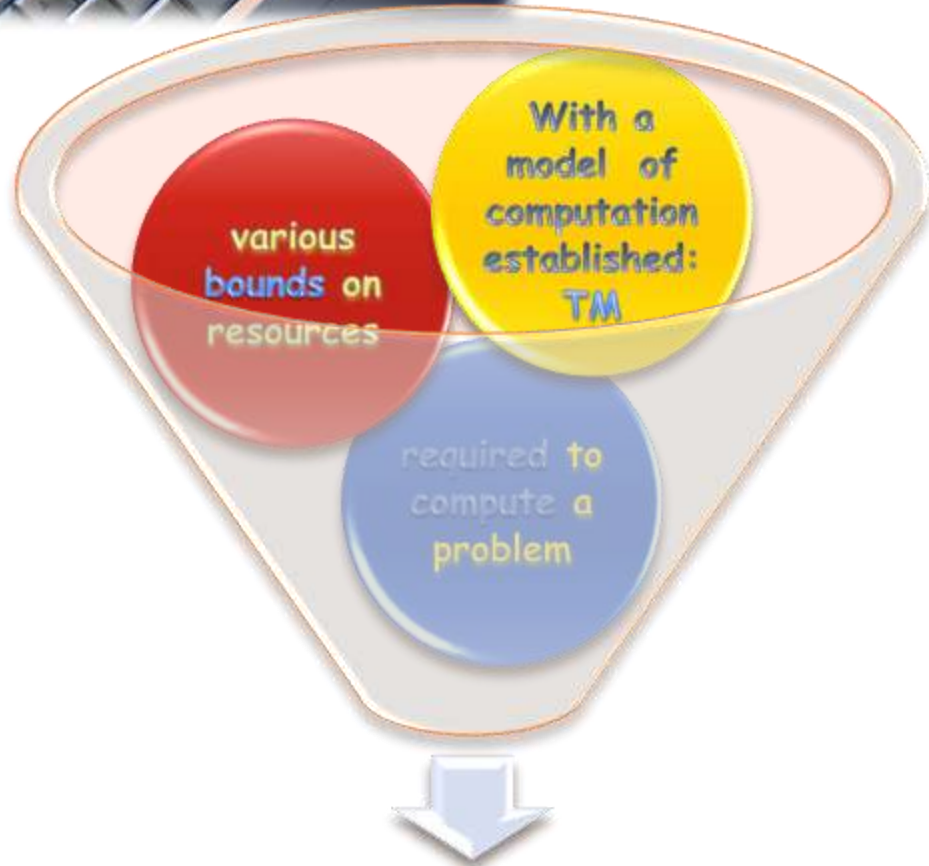 With a
model of
computation
established:
TM
various
bounds on
resources
required to
compute a
problem